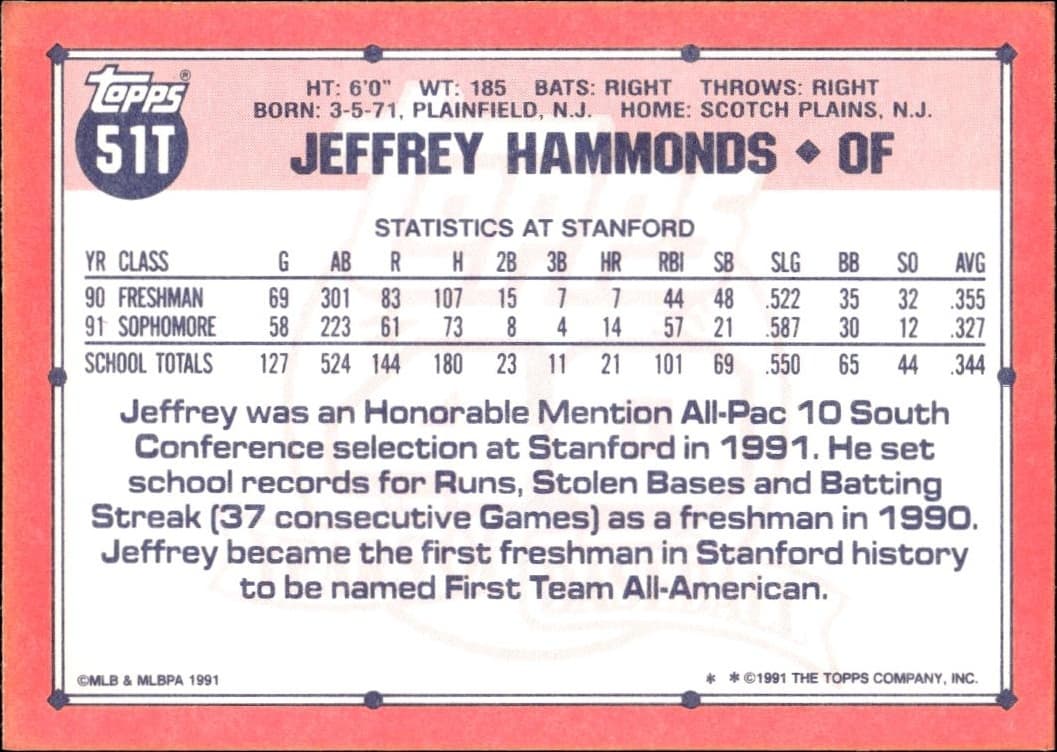 topps®
51T
HT: 6'0" WT: 185 BATS: RIGHT THROWS: RIGHT
BORN: 3-5-71, PLAINFIELD, N.J. HOME: SCOTCH PLAINS, N.J.
JEFFREY HAMMONDS ◆ OF
STATISTICS AT STANFORD
YR CLASS G AB R H 2B 3B HR RBI SB SLG BB SO AVG
90 FRESHMAN 69 301 83 107 15 7 7 44 48 .522 35 32 .355
91 SOPHOMORE 58 223 61 73 8 4 14 57 21 .587 30 12 .327
SCHOOL TOTALS 127 524 144 180 23 11 21 101 69 .550 65 44 .344
Jeffrey was an Honorable Mention All-Pac 10 South
Conference selection at Stanford in 1991. He set
school records for Runs, Stolen Bases and Batting
Streak (37 consecutive Games) as a freshman in 1990.
Jeffrey became the first freshman in Stanford history
to be named First Team All-American.
©MLB & MLBPA 1991
* * ©1991 THE TOPPS COMPANY, INC.